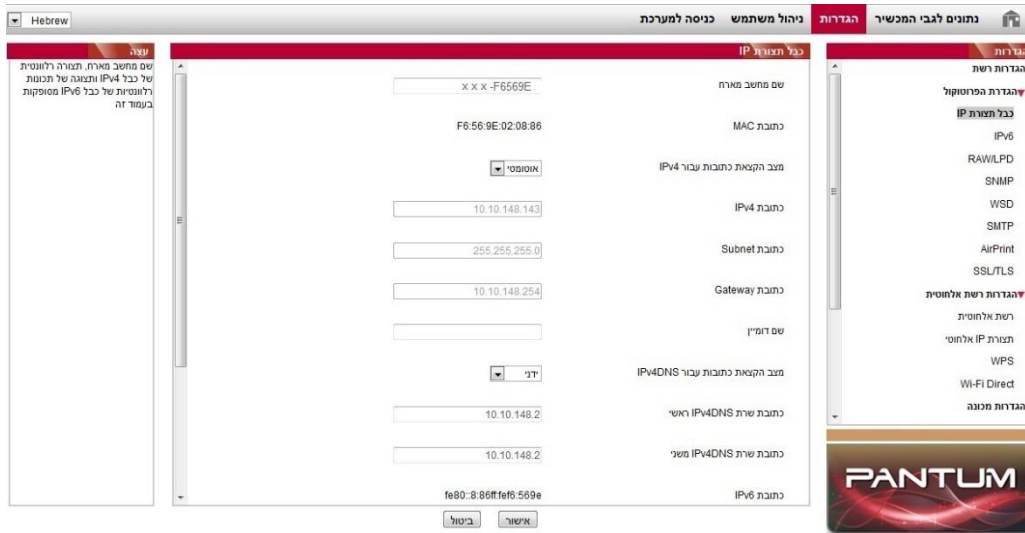 נתונים לגבי המכשיר
הגדרות
ניהול משתמש
כניסה למערכת
Hebrew
הגדרות
הגדרות רשת
הגדרת הפרוטוקול
כבל תצורת IP
IPv6
RAW/LPD
SNMP
WSD
SMTP
AirPrint
SSL/TLS
הגדרות רשת אלחוטית
רשת אלחוטית
תצורת IP אלחוטי
WPS
Wi-Fi Direct
הגדרות מכונה
PANTUM
כבל תצורת IP
שם מחשב מארח
x x x -F6569E
כתובת MAC
F6:56:9E:02:08:86
מצב הקצאת כתובות עבור IPv4
אוטומטי
כתובת IPv4
10.10.148.143
כתובת Subnet
255.255.255.0
כתובת Gateway
10.10.148.254
שם דומיין
מצב הקצאת כתובות עבור IPv4DNS
ידני
כתובת שרת IPv4DNS ראשי
10.10.148.2
כתובת שרת IPv4DNS משני
10.10.148.2
כתובת IPv6
fe80::8:86ff:fef6:569e
אישור
ביטול
עצה
שם מחשב מארח, תצורה רלוונטית
של כבל IPv4 ותצוגה של תכונות
רלוונטיות של כבל IPv6 מסופקות
בעמוד זה